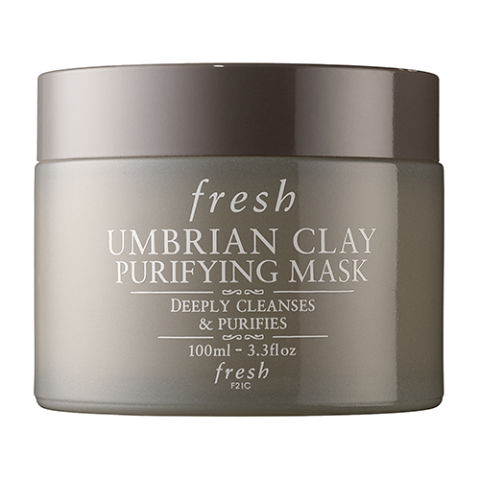 fresh
UMBRIAN CLAY
PURIFYING MASK
DEEPLY CLEANSES
& PURIFIES
100ml - 3.3floz
fresh
F21C